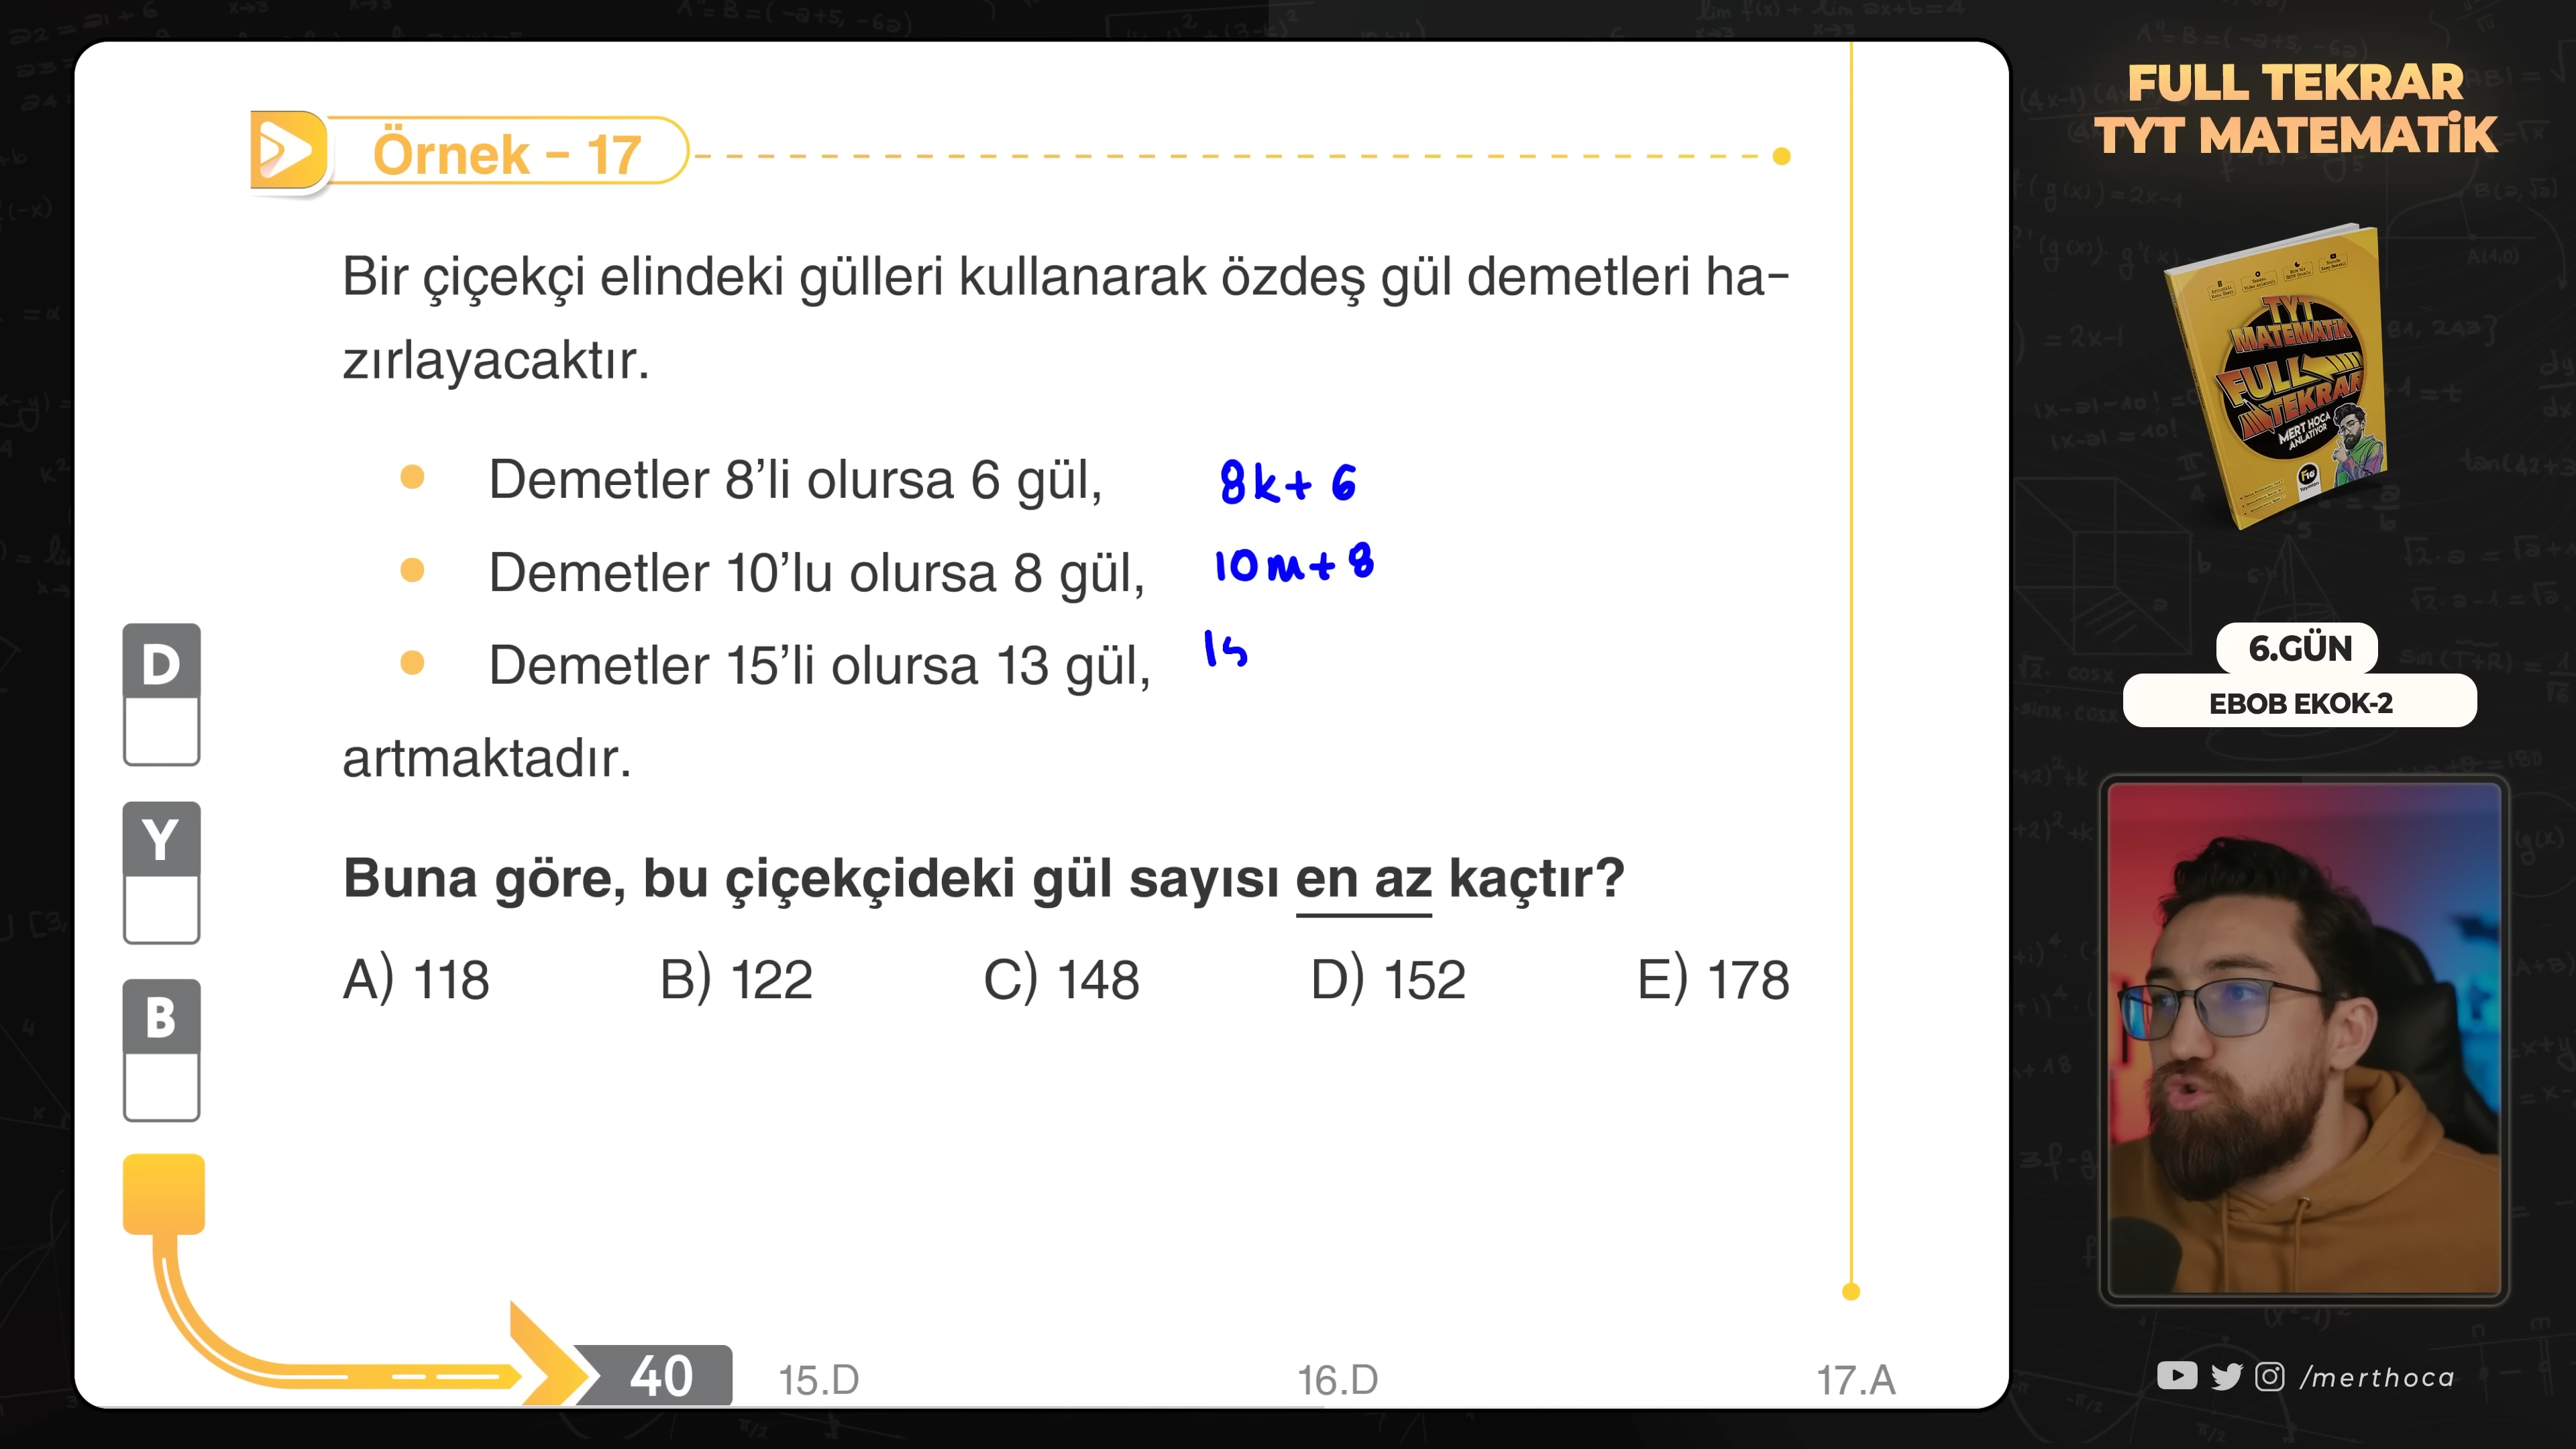 FULL TEKRAR
TYT MATEMATİK
Örnek - 17
Bir çiçekçi elindeki gülleri kullanarak özdeş gül demetleri ha-
zırlayacaktır.
Demetler 8'li olursa 6 gül, 8k+ 6
Demetler 10'lu olursa 8 gül, 10m+8
Demetler 15'li olursa 13 gül, 15
artmaktadır.
Buna göre, bu çiçekçideki gül sayısı en az kaçtır?
A) 118 B) 122 C) 148 D) 152 E) 178
D
Y
B
40 15.D 16.D 17.A
TYT
MATEMATİK
FULL
TEKRAR
MERT HOCA
ANLATIYOR
6.GÜN
EBOB EKOK-2
/merthoca